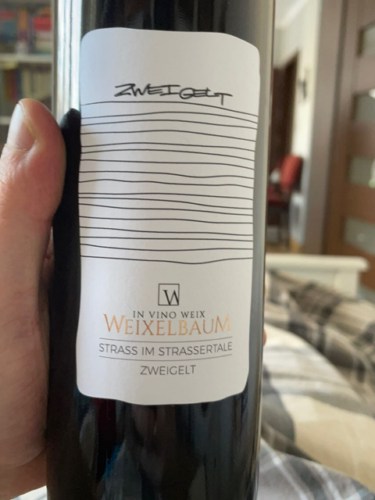 ZWEIGELT
W
IN VINO WEIX
WEIXELBAUM
STRASS IM STRASSERTALE
ZWEIGELT